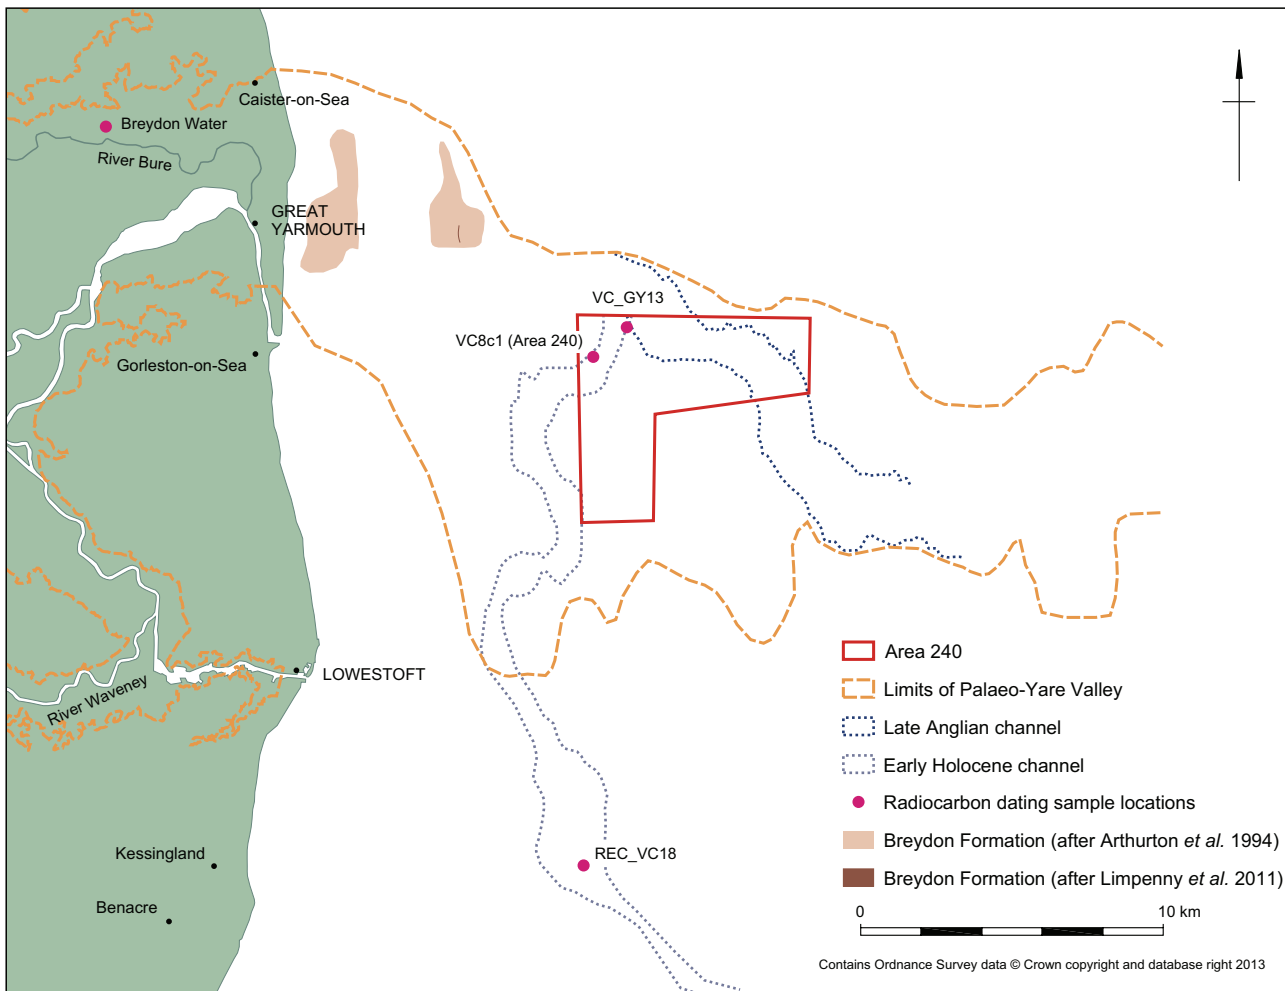 Caister-on-Sea
Breydon Water
River Bure
GREAT
YARMOUTH
VC_GY13
VC8c1 (Area 240)
Gorleston-on-Sea
LOWESTOFT
River Waveney
Kessingland
Benacre
REC_VC18
Area 240
Limits of Palaeo-Yare Valley
Late Anglian channel
Early Holocene channel
Radiocarbon dating sample locations
Breydon Formation (after Arthurton et al. 1994)
Breydon Formation (after Limpenny et al. 2011)
0 10 km
Contains Ordnance Survey data © Crown copyright and database right 2013